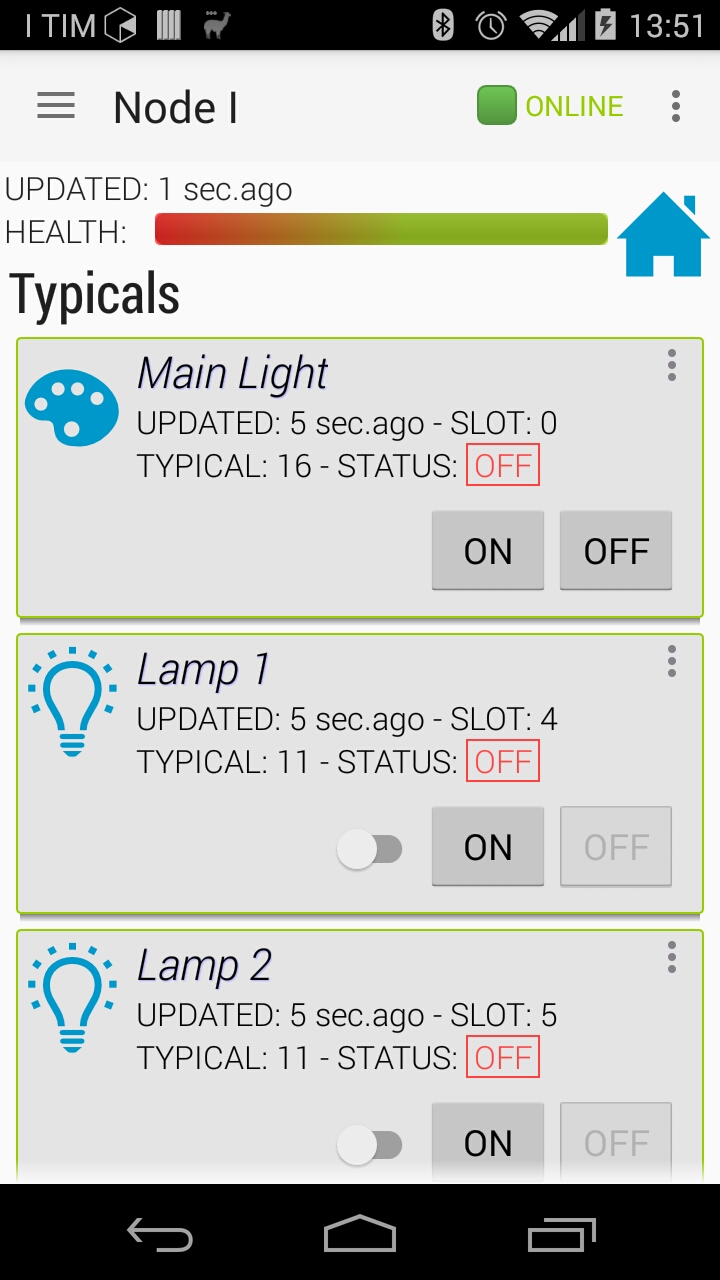 I TIM 13:51
Node I ONLINE
UPDATED: 1 sec.ago
HEALTH:
Typicals
Main Light
UPDATED: 5 sec.ago - SLOT: 0
TYPICAL: 16 - STATUS: OFF
ON OFF
Lamp 1
UPDATED: 5 sec.ago - SLOT: 4
TYPICAL: 11 - STATUS: OFF
ON OFF
Lamp 2
UPDATED: 5 sec.ago - SLOT: 5
TYPICAL: 11 - STATUS: OFF
ON OFF